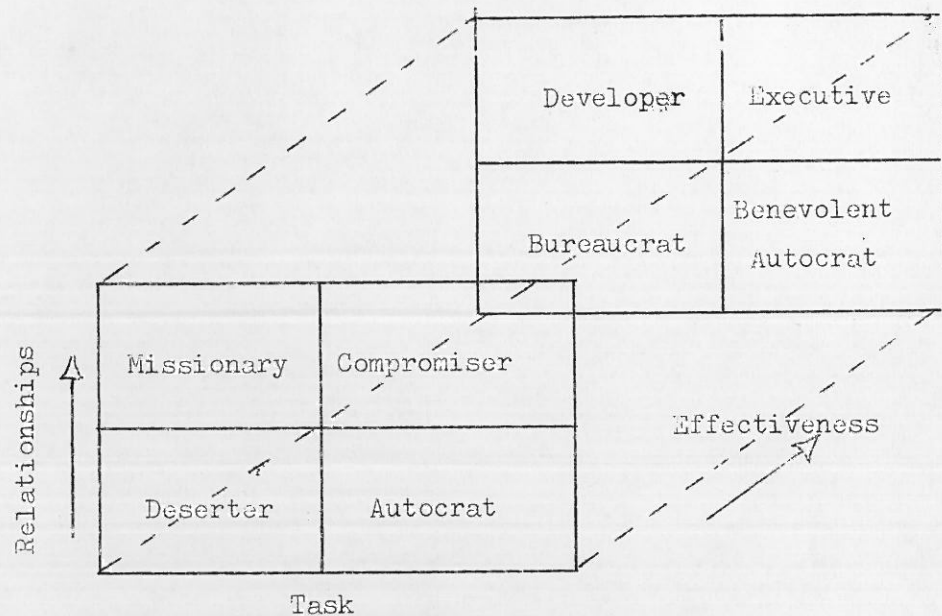 Developer
Executive
Bureaucrat
Benevolent
Autocrat
Missionary
Compromiser
Relationships
Effectiveness
Deserter
Autocrat
Task